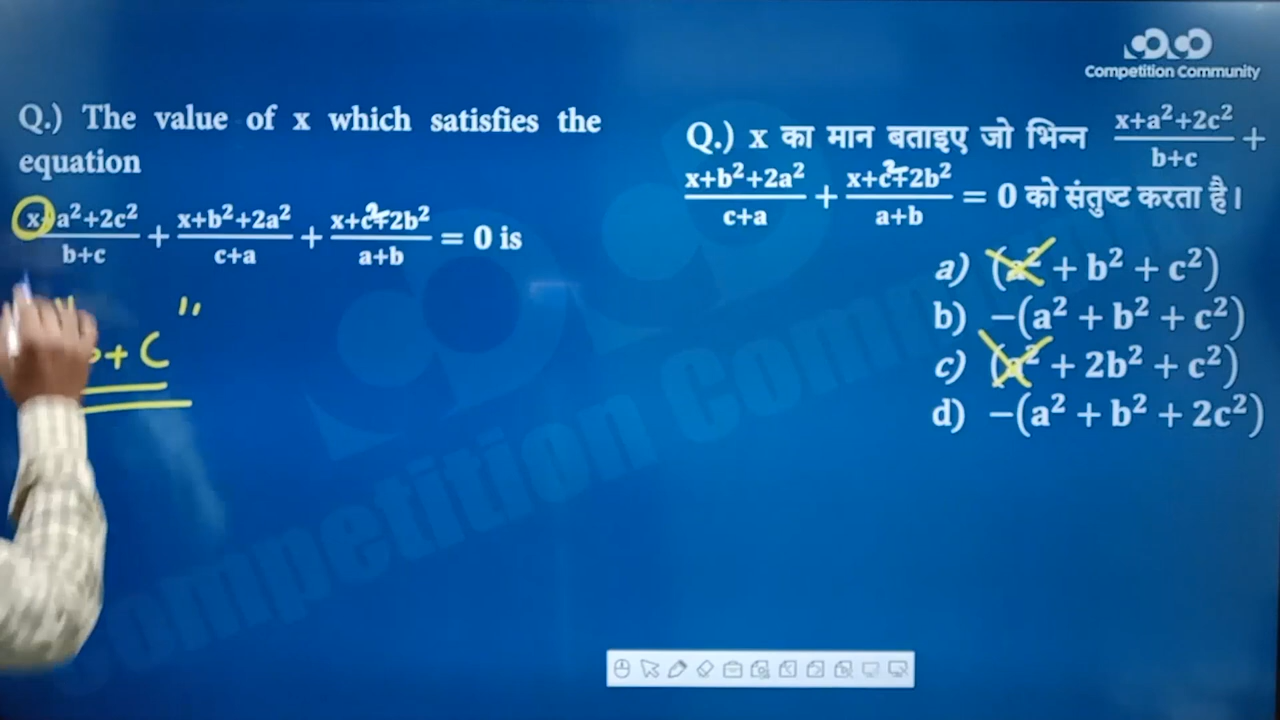 Competition Community
Q.) The value of x which satisfies the
equation
x+a²+2c²/b+c + x+b²+2a²/c+a + x+c²+2b²/a+b = 0 is
+ C "
Q.) x का मान बताइए जो भिन्न x+a²+2c²/b+c +
x+b²+2a²/c+a + x+c²+2b²/a+b = 0 को संतुष्ट करता है।
a) (a² + b² + c²)
b) −(a² + b² + c²)
c) (a² + 2b² + c²)
d) −(a² + b² + 2c²)
Competition Community